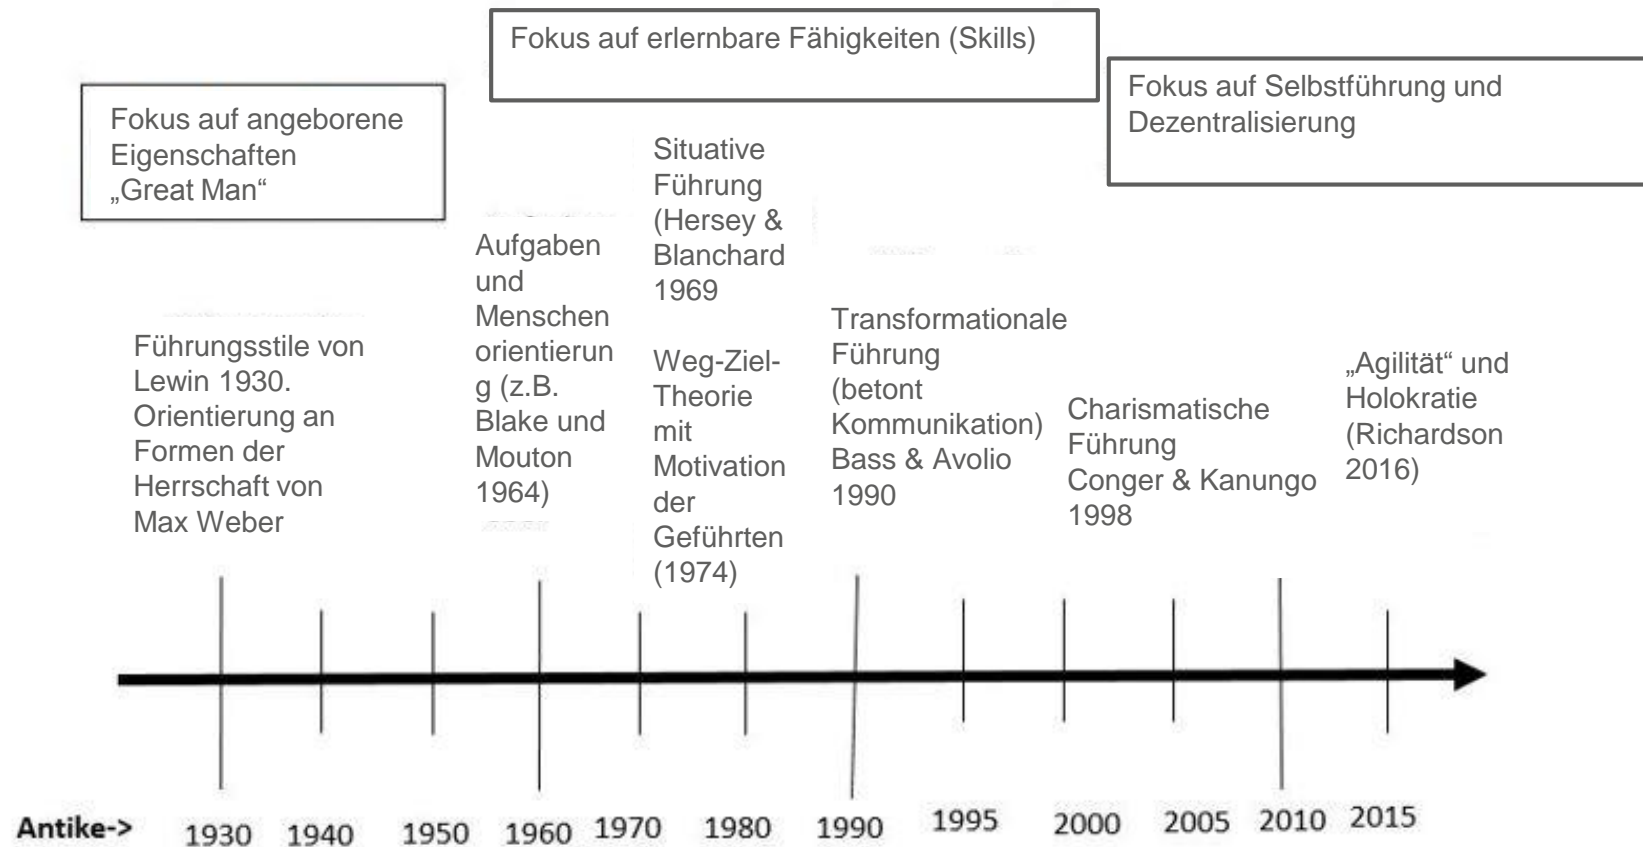 Fokus auf erlernbare Fähigkeiten (Skills)
Fokus auf Selbstführung und
Dezentralisierung
Fokus auf angeborene
Eigenschaften
„Great Man“
Situative
Führung
(Hersey &
Blanchard
1969
Aufgaben
und
Menschen
orientierun
g (z.B.
Blake und
Mouton
1964)
Führungsstile von
Lewin 1930.
Orientierung an
Formen der
Herrschaft von
Max Weber
Weg-Ziel-
Theorie
mit
Motivation
der
Geführten
(1974)
Transformationale
Führung
(betont
Kommunikation)
Bass & Avolio
1990
Charismatische
Führung
Conger & Kanungo
1998
„Agilität“ und
Holokratie
(Richardson
2016)
Antike-> 1930 1940 1950 1960 1970 1980 1990 1995 2000 2005 2010 2015